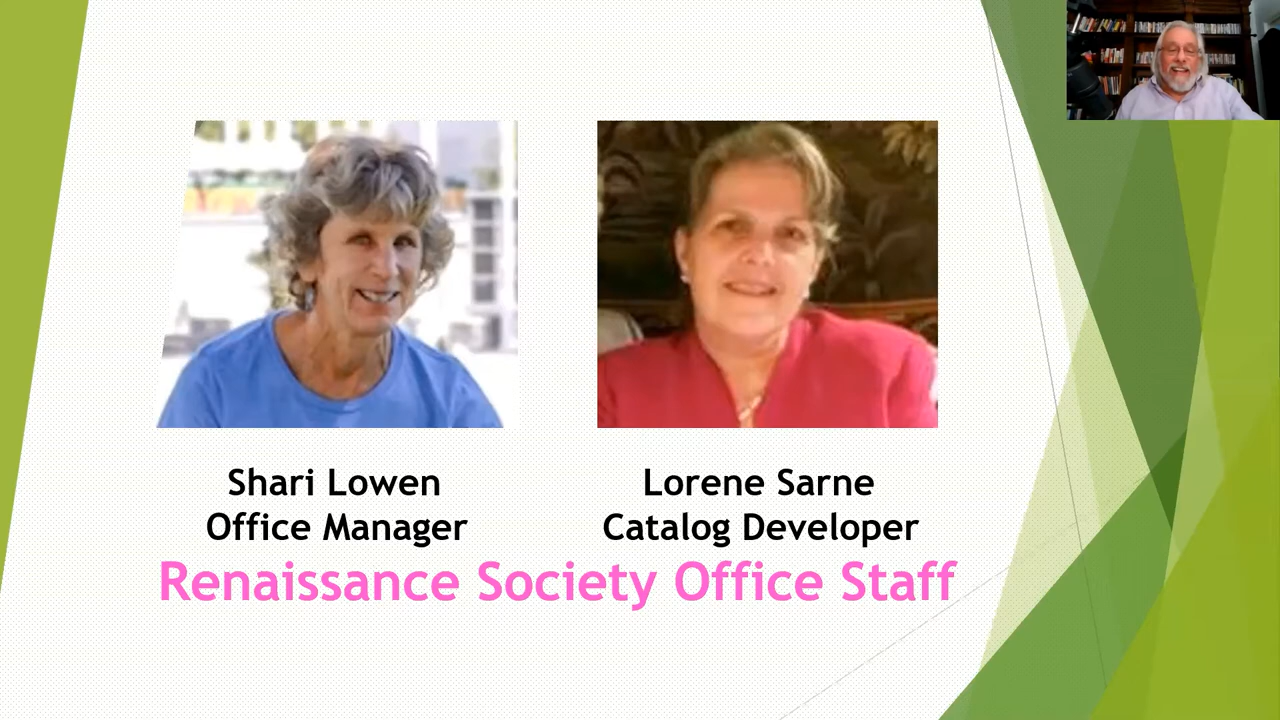 Shari Lowen
Office Manager
Lorene Sarne
Catalog Developer
Renaissance Society Office Staff